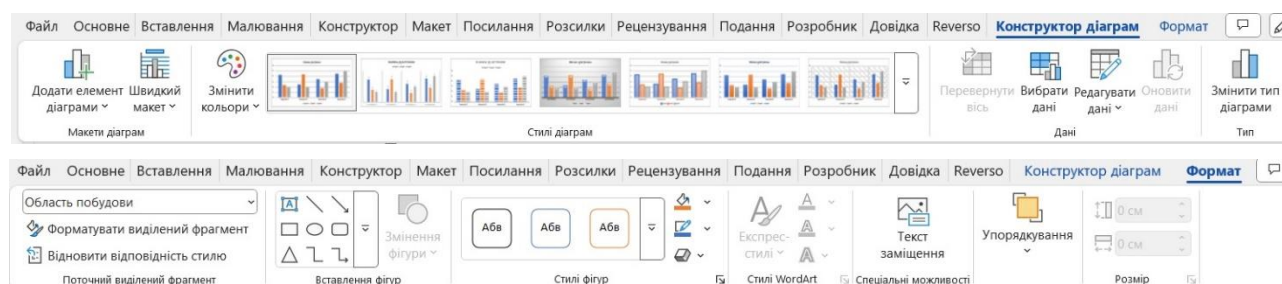 Файл Основне Вставлення Малювання Конструктор Макет Посилання Розсилки Рецензування Подання Розробник Довідка Reverso Конструктор діаграм Формат
Додати елемент діаграми
Швидкий макет
Змінити кольори
Перевернути вісь
Вибрати дані
Редагувати дані
Оновити дані
Змінити тип діаграми
Макети діаграм Стилі діаграм Дані Тип
Файл Основне Вставлення Малювання Конструктор Макет Посилання Розсилки Рецензування Подання Розробник Довідка Reverso Конструктор діаграм Формат
Область побудови
Форматувати виділений фрагмент
Відновити відповідність стилю
A
Змінення фігури
Абв Абв Абв
Експрес-стилі
A
A
A
Текст заміщення
Упорядкування
0 см
0 см
Поточний виділений фрагмент Вставлення фігур Стилі фігур Стилі WordArt Спеціальні можливості Розмір